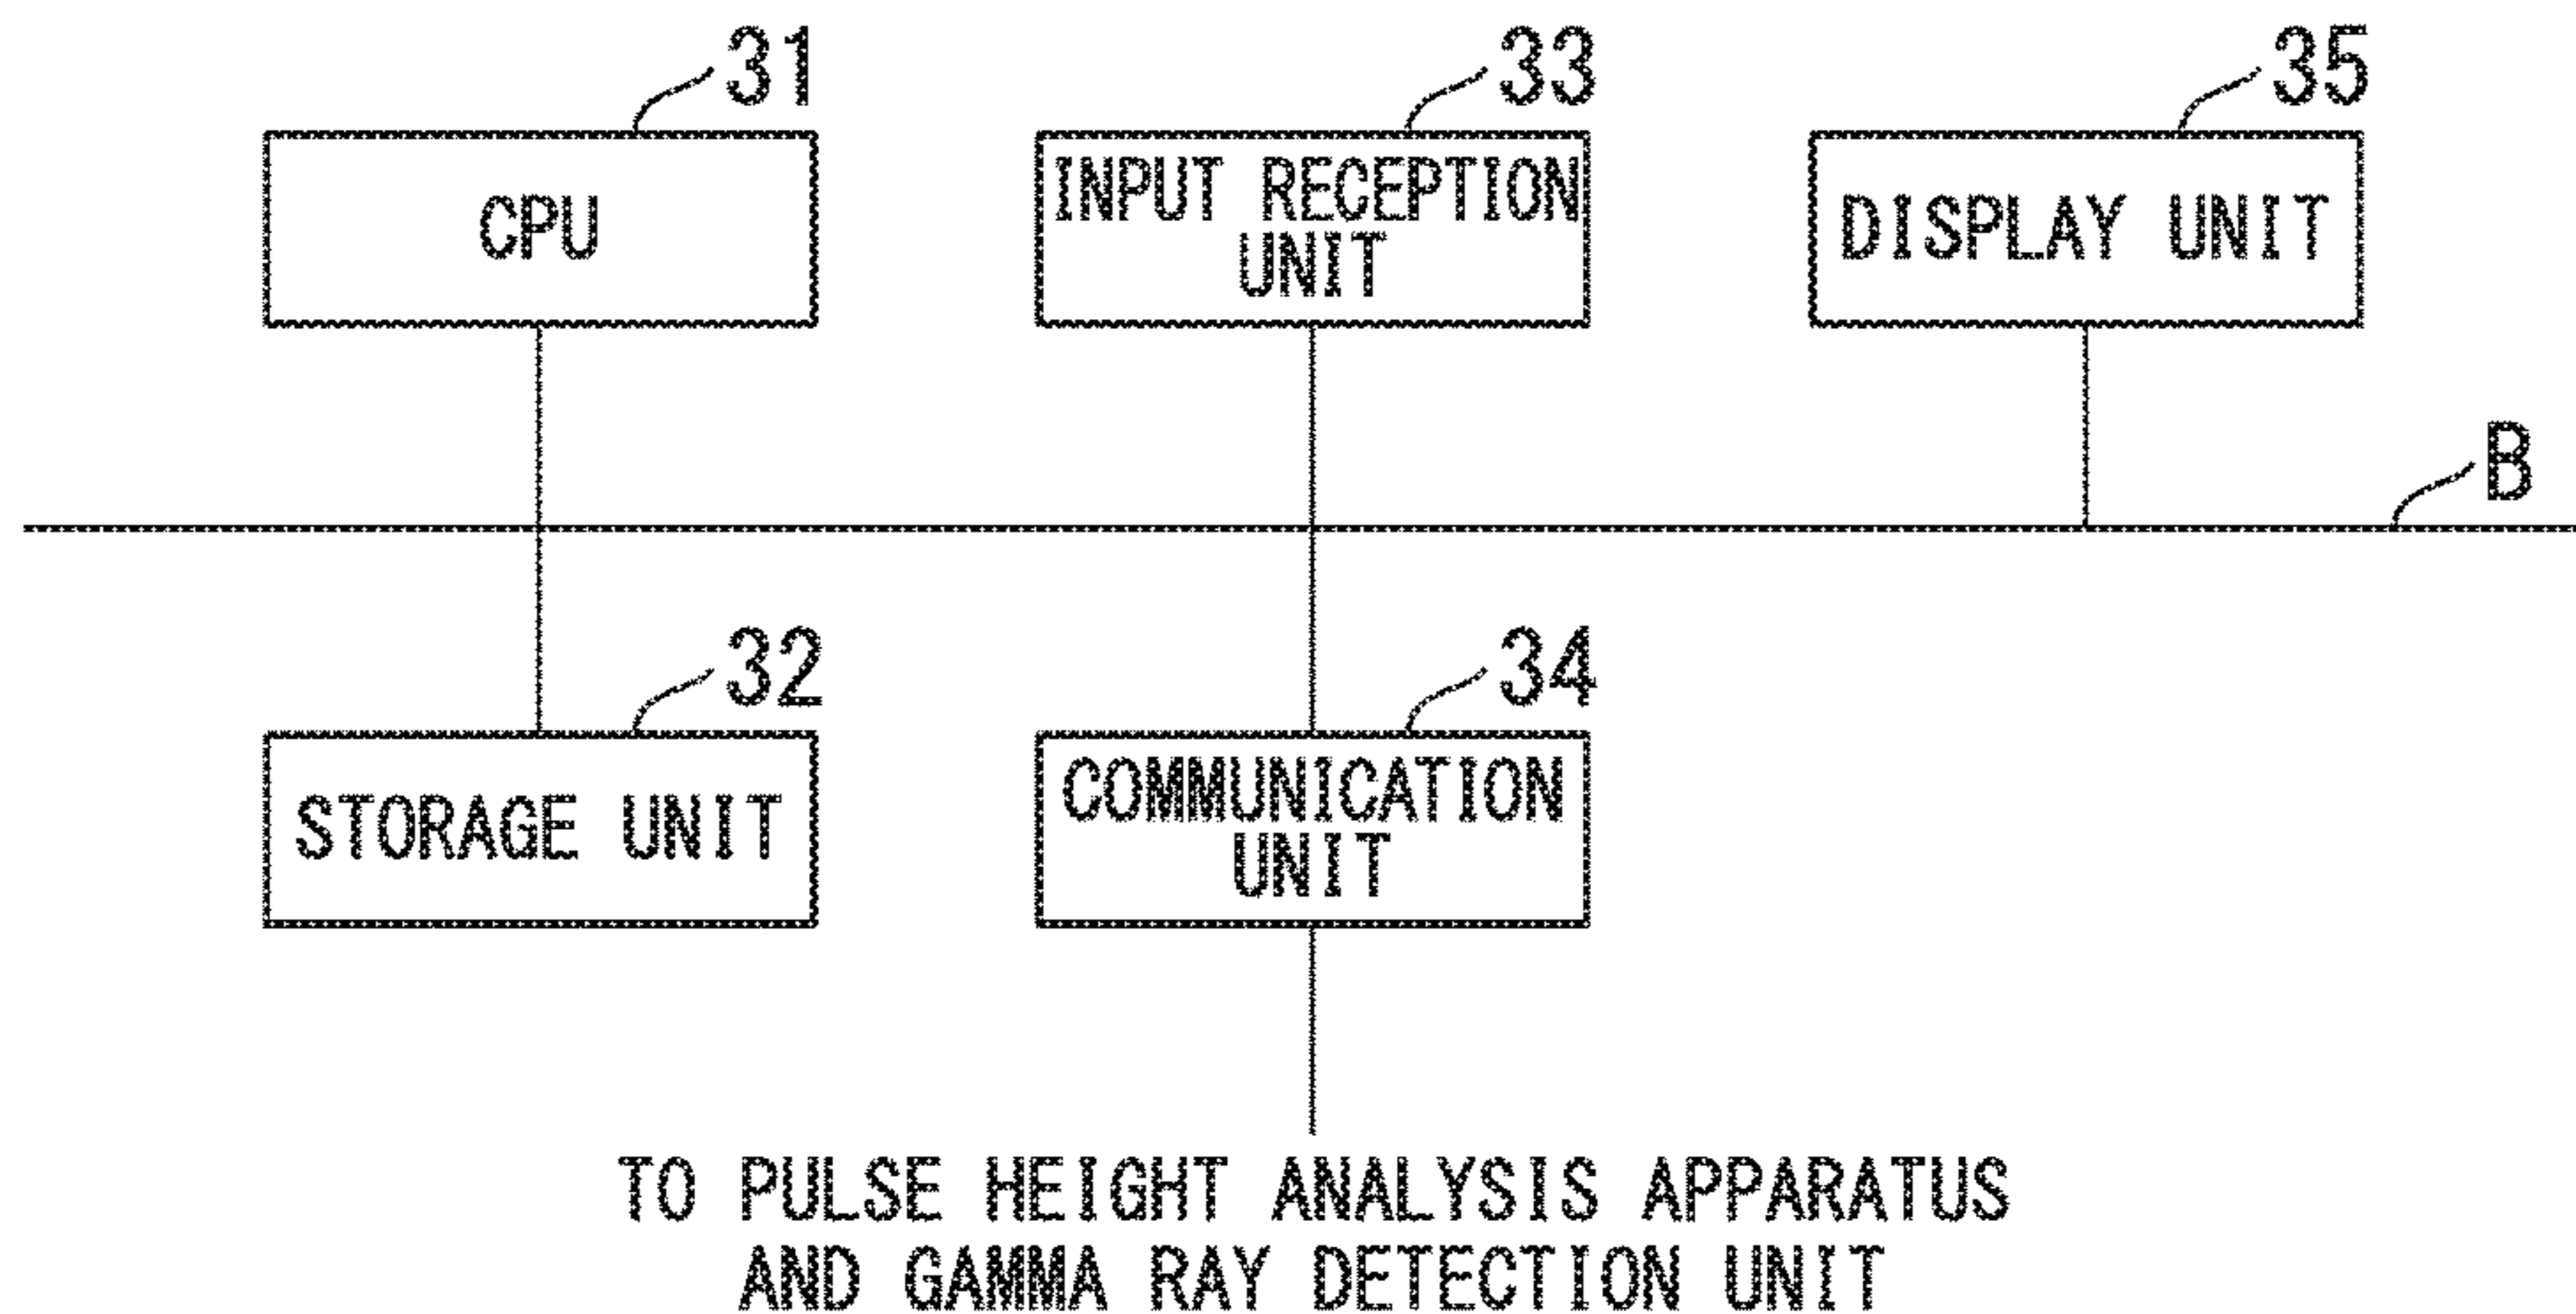 31
33
35
CPU
INPUT RECEPTION
UNIT
DISPLAY UNIT
B
32
34
STORAGE UNIT
COMMUNICATION
UNIT
TO PULSE HEIGHT ANALYSIS APPARATUS
AND GAMMA RAY DETECTION UNIT